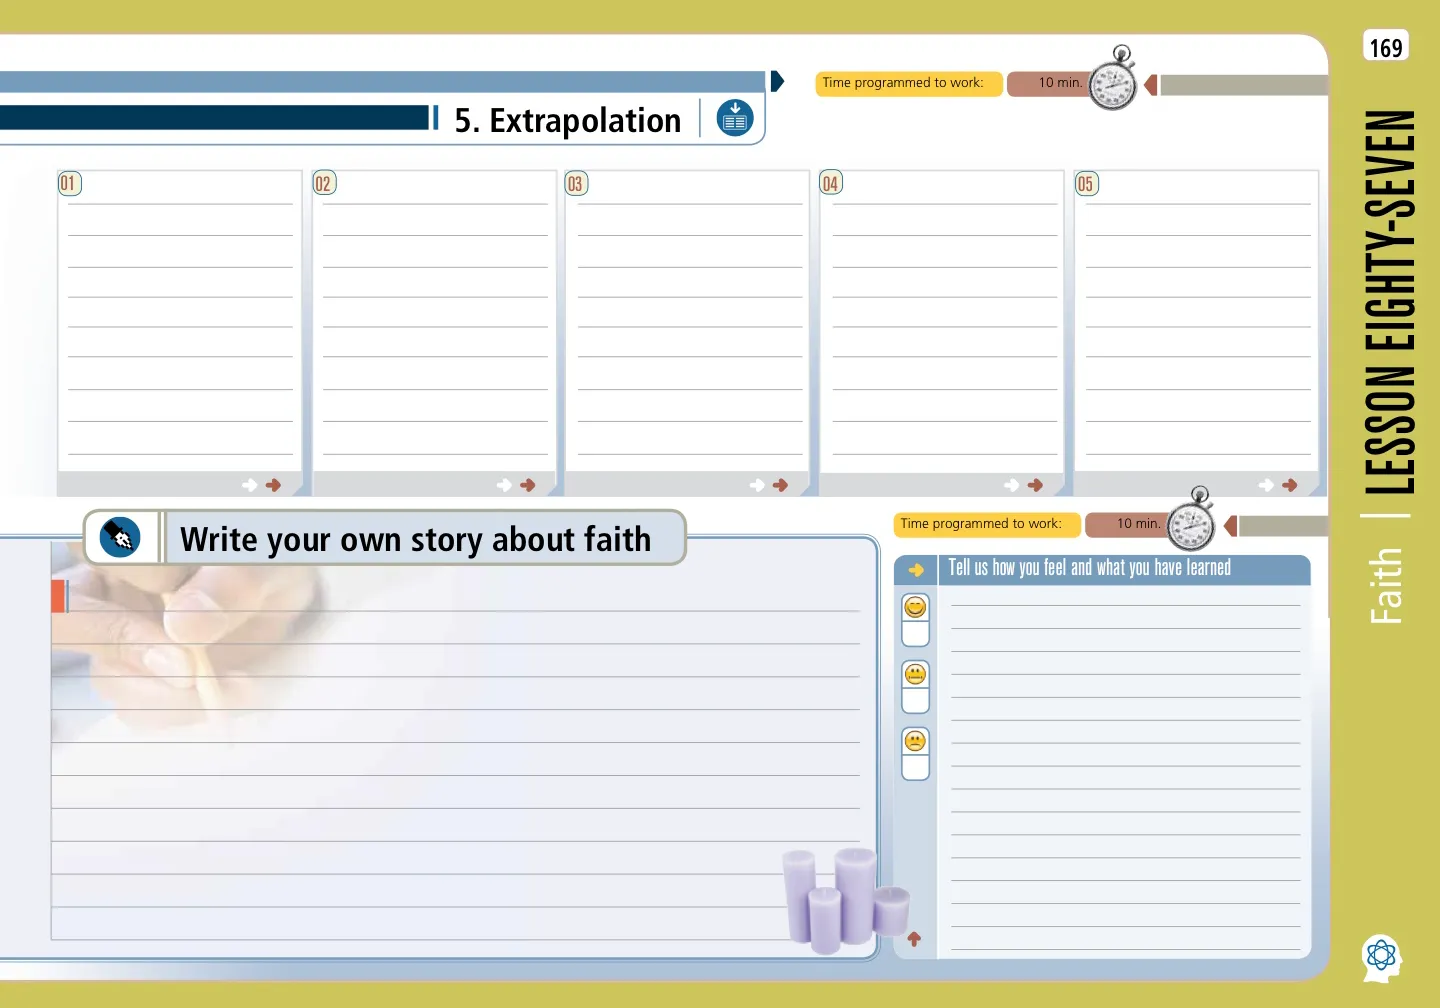 169
Time programmed to work:
10 min.
5. Extrapolation
01
02
03
04
05
Write your own story about faith
Time programmed to work:
10 min.
Tell us how you feel and what you have learned
Faith | LESSON EIGHTY-SEVEN